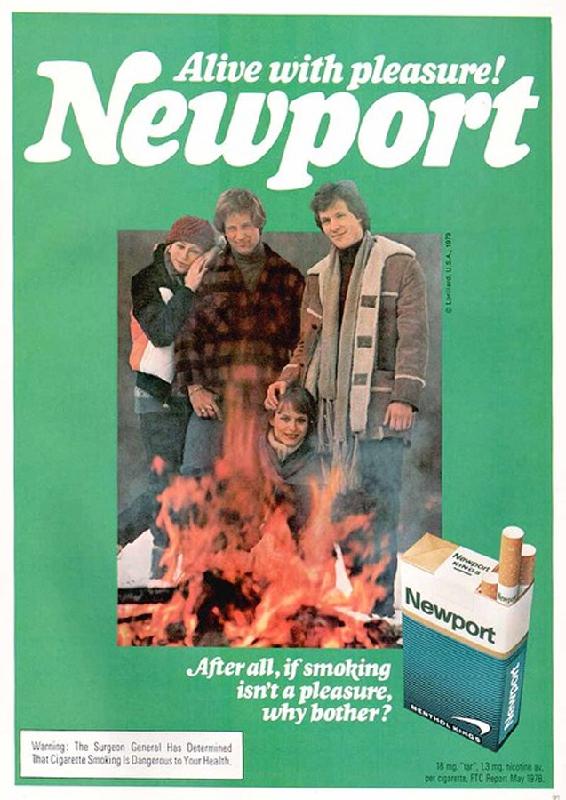 Alive with pleasure!
Newport
© Lorillard, U.S.A., 1979
Newport
KINGS
Newport
Newport
MENTHOL KINGS
After all, if smoking
isn't a pleasure,
why bother?
Warning: The Surgeon General Has Determined
That Cigarette Smoking Is Dangerous to Your Health.
18 mg. "tar", 1.3 mg. nicotine av.
per cigarette, FTC Report May 1978.